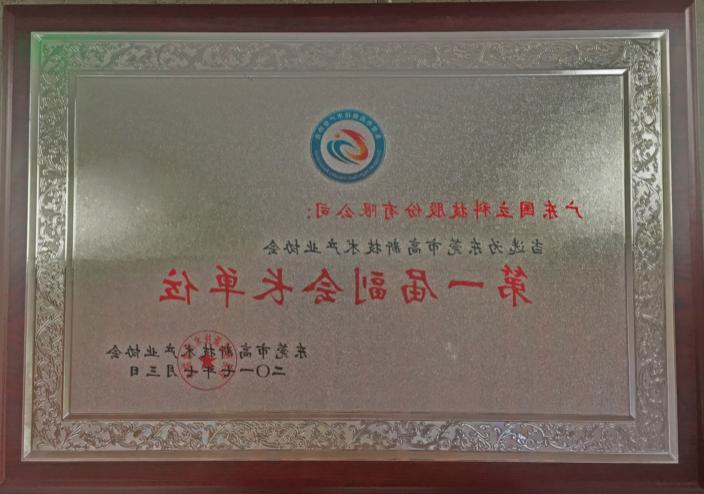 广东国立科技股份有限公司：
当选为东莞市高新技术产业协会
第一届副会长单位
东莞市高新技术产业协会
二〇一七年七月三日